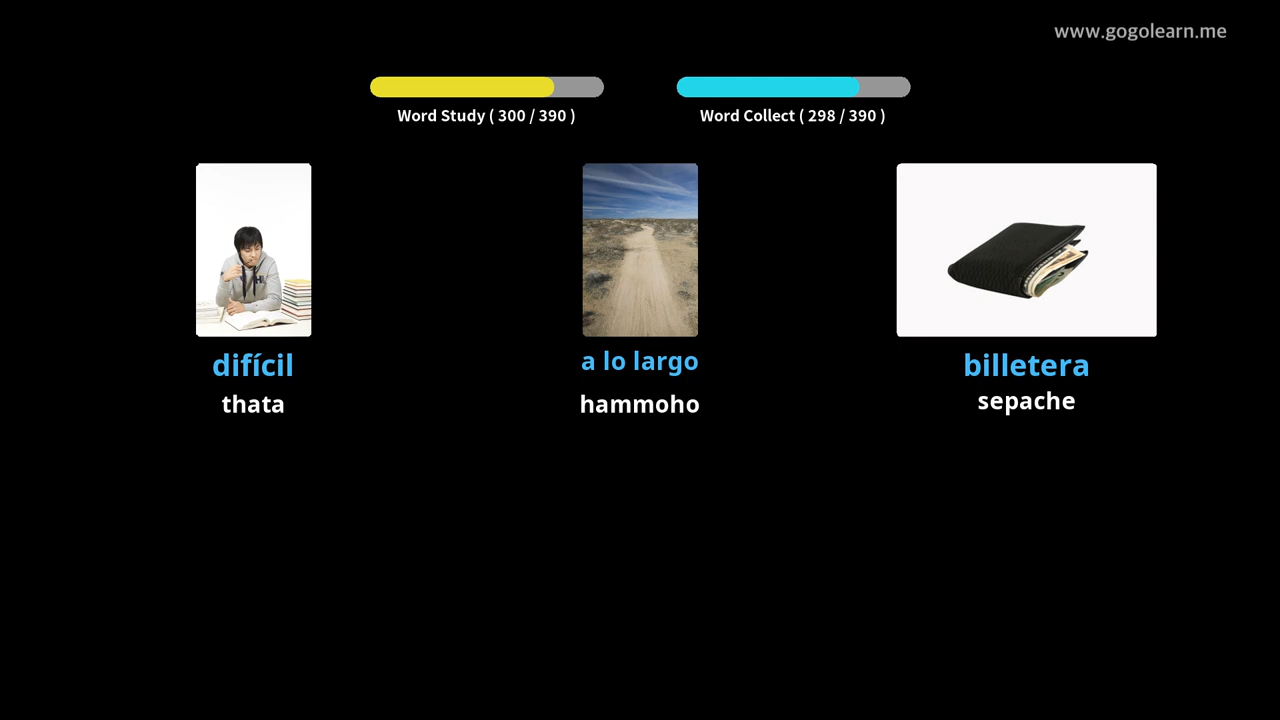 www.gogolearn.me
Word Study ( 300 / 390 )
Word Collect ( 298 / 390 )
difícil
thata
a lo largo
hammoho
billetera
sepache